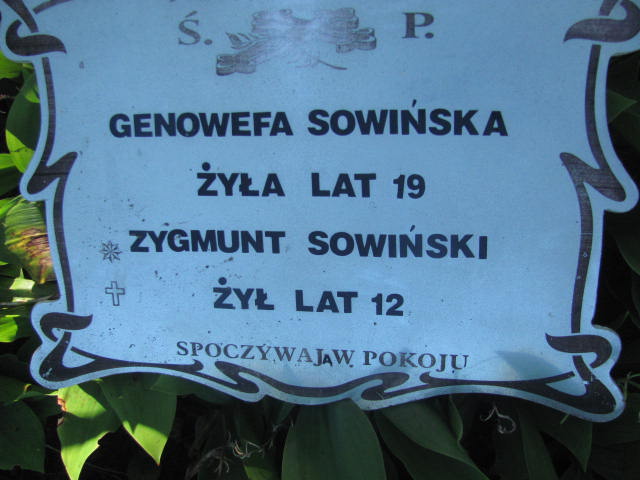 Ś. P.
GENOWEFA SOWIŃSKA
ŻYŁA LAT 19
ZYGMUNT SOWIŃSKI
ŻYŁ LAT 12
SPOCZYWAJĄ W POKOJU